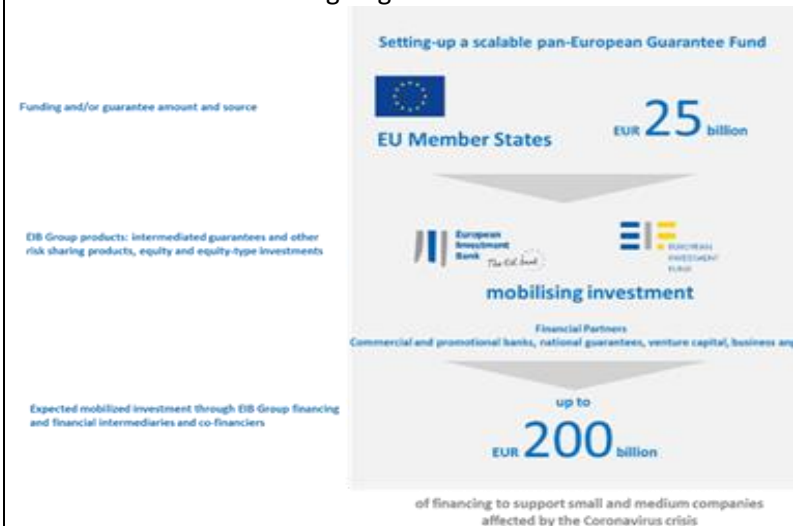 Setting-up a scalable pan-European Guarantee Fund
Funding and/or guarantee amount and source
EU Member States
EUR 25 billion
EIB Group products: intermediated guarantees and other
risk sharing products, equity and equity-type investments
European
Investment
Bank
The EIB bank
EIF
EUROPEAN
INVESTMENT
FUND
mobilising investment
Financial Partners
Commercial and promotional banks, national guarantees, venture capital, business
Expected mobilized investment through EIB Group financing
and financial intermediaries and co-financiers
up to
EUR 200 billion
of financing to support small and medium companies
affected by the Coronavirus crisis